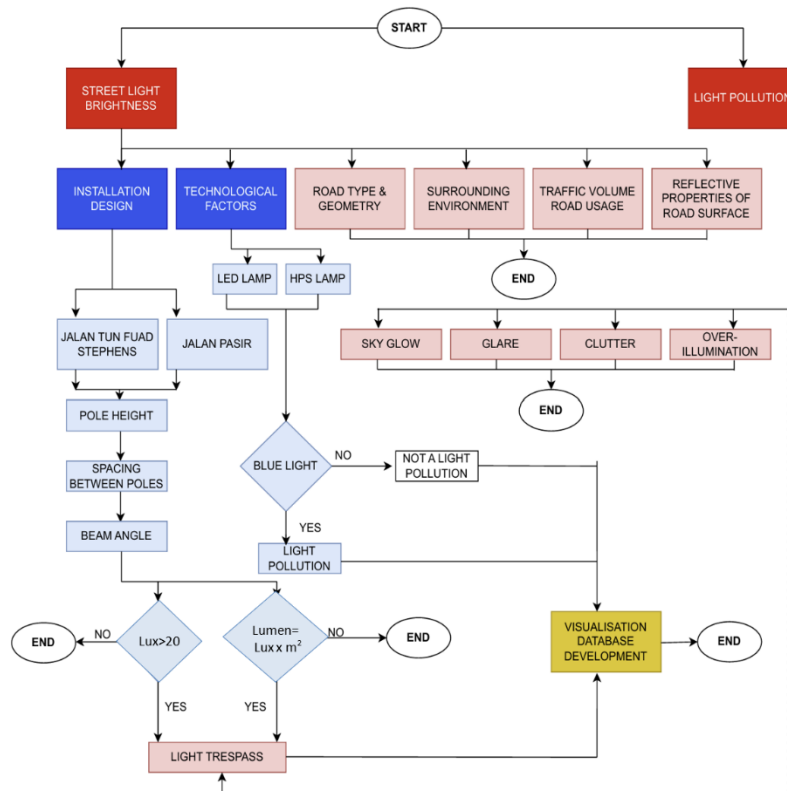 START
STREET LIGHT
BRIGHTNESS
LIGHT POLLUTION
INSTALLATION
DESIGN
TECHNOLOGICAL
FACTORS
ROAD TYPE &
GEOMETRY
SURROUNDING
ENVIRONMENT
TRAFFIC VOLUME
ROAD USAGE
REFLECTIVE
PROPERTIES OF
ROAD SURFACE
END
LED LAMP
HPS LAMP
JALAN TUN FUAD
STEPHENS
JALAN PASIR
SKY GLOW
GLARE
CLUTTER
OVER-
ILLUMINATION
END
POLE HEIGHT
SPACING
BETWEEN POLES
BEAM ANGLE
BLUE LIGHT
NO
NOT A LIGHT
POLLUTION
YES
LIGHT
POLLUTION
END
NO
Lux>20
Lumen=
Lux x m²
NO
END
VISUALISATION
DATABASE
DEVELOPMENT
END
YES
YES
LIGHT TRESPASS